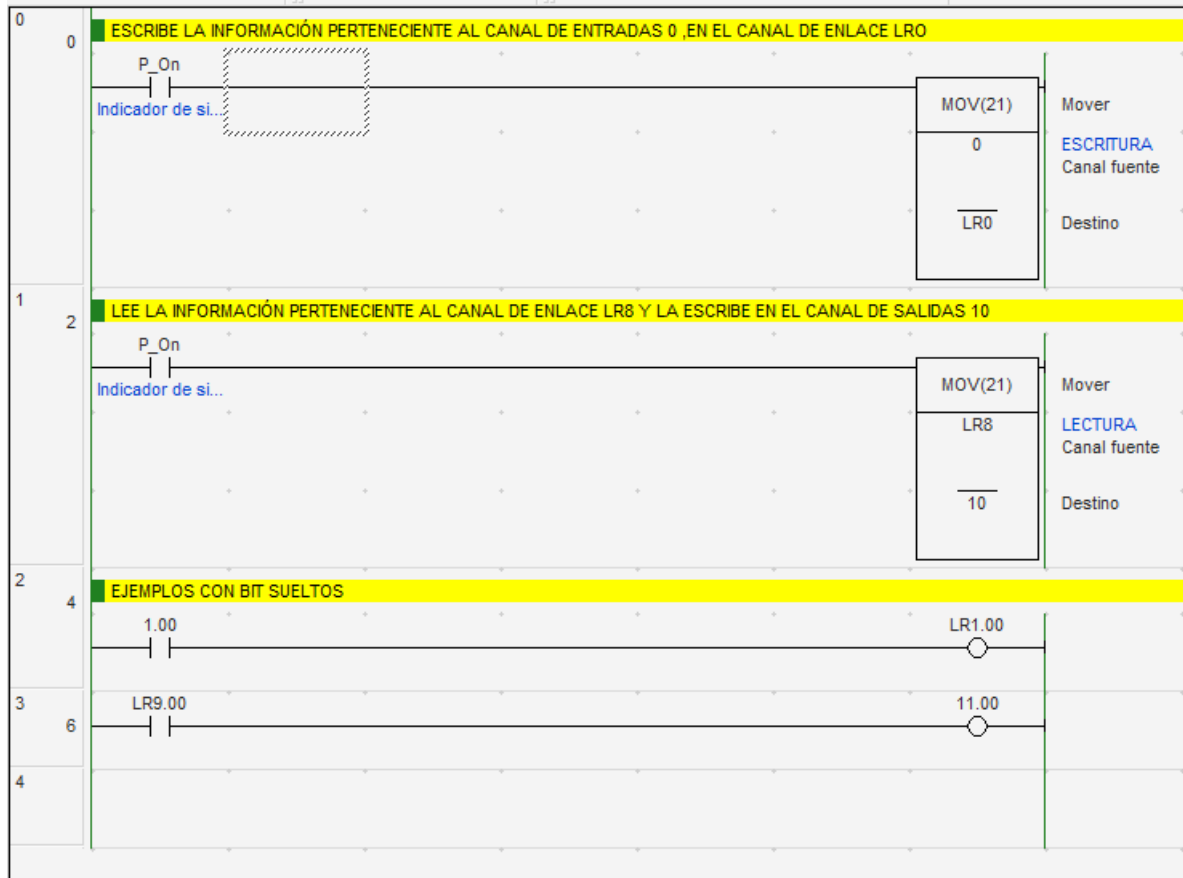 0
0
ESCRIBE LA INFORMACIÓN PERTENECIENTE AL CANAL DE ENTRADAS 0 ,EN EL CANAL DE ENLACE LRO
P_On
Indicador de si...
MOV(21)
Mover
0
ESCRITURA
Canal fuente
LR0
Destino
1
2
LEE LA INFORMACIÓN PERTENECIENTE AL CANAL DE ENLACE LR8 Y LA ESCRIBE EN EL CANAL DE SALIDAS 10
P_On
Indicador de si...
MOV(21)
Mover
LR8
LECTURA
Canal fuente
10
Destino
2
4
EJEMPLOS CON BIT SUELTOS
1.00
LR1.00
3
6
LR9.00
11.00
4